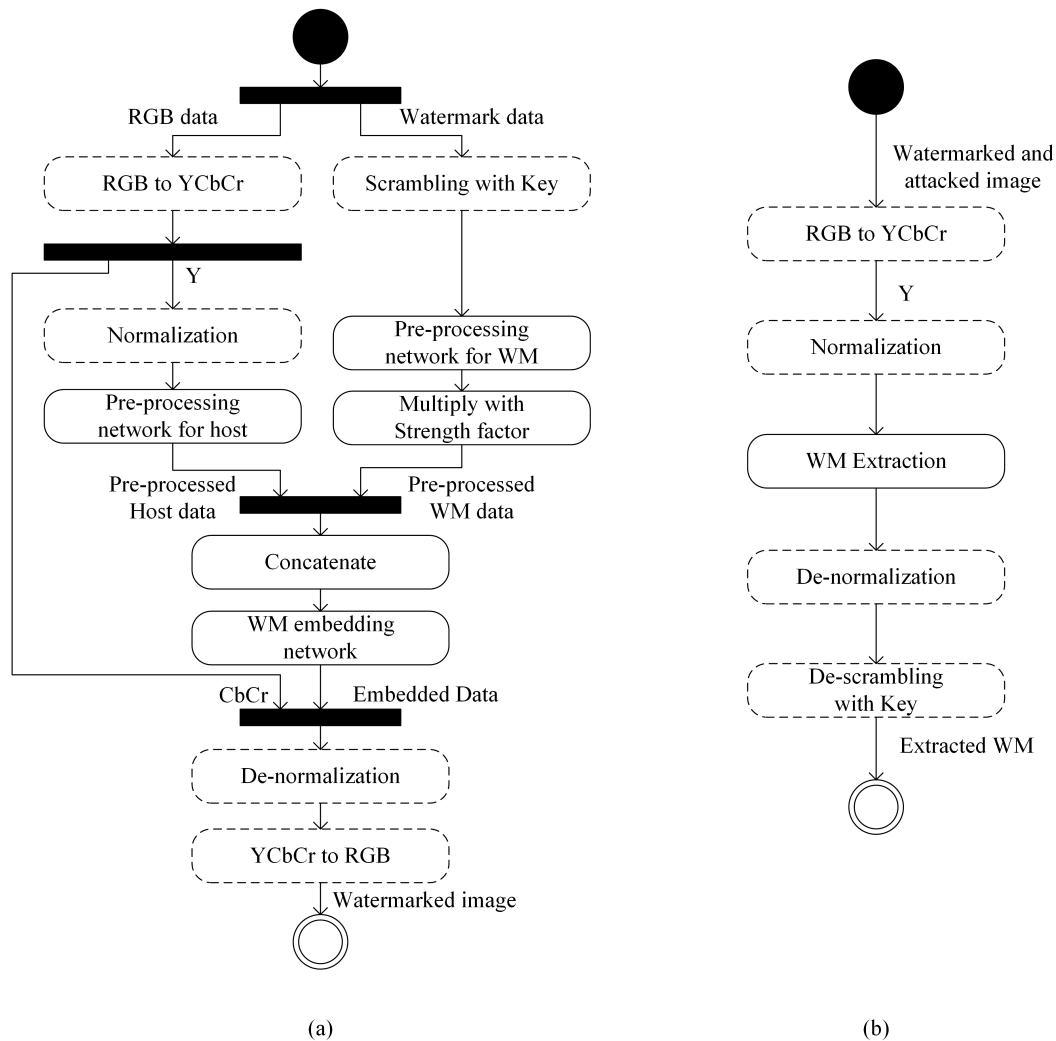 RGB data
Watermark data
RGB to YCbCr
Scrambling with Key
Y
Normalization
Pre-processing
network for WM
Pre-processing
network for host
Multiply with
Strength factor
Pre-processed
Host data
Pre-processed
WM data
Concatenate
WM embedding
network
CbCr
Embedded Data
De-normalization
YCbCr to RGB
Watermarked image
(a)
Watermarked and
attacked image
RGB to YCbCr
Y
Normalization
WM Extraction
De-normalization
De-scrambling
with Key
Extracted WM
(b)